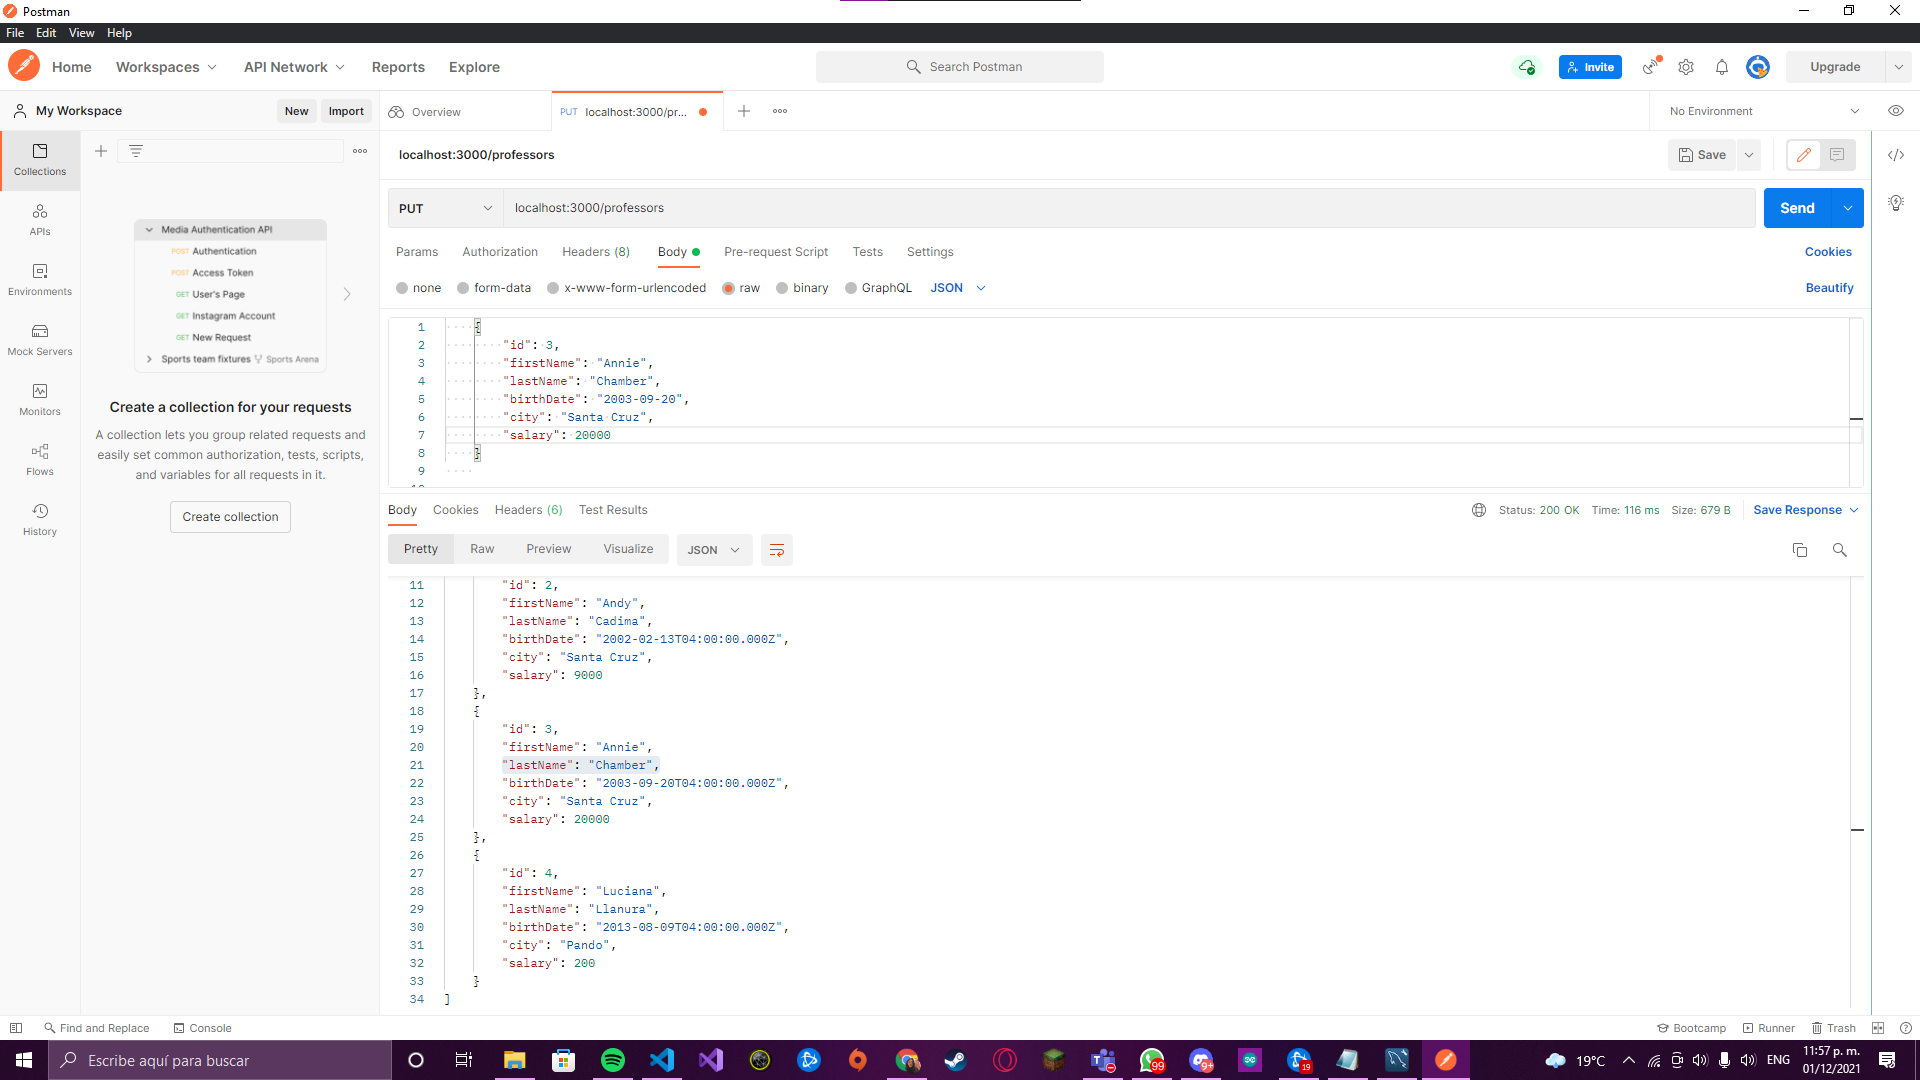 Postman
File Edit View Help
Home Workspaces API Network Reports Explore
Search Postman
Invite
Upgrade
My Workspace
New Import
Overview
PUT localhost:3000/pr...
No Environment
Collections
APIs
Environments
Mock Servers
Monitors
Flows
History
Media Authentication API
POST Authentication
POST Access Token
GET User's Page
GET Instagram Account
GET New Request
Sports team fixtures Sports Arena
Create a collection for your requests
A collection lets you group related requests and
easily set common authorization, tests, scripts,
and variables for all requests in it.
Create collection
localhost:3000/professors
Save
PUT localhost:3000/professors
Send
Params Authorization Headers (8) Body Pre-request Script Tests Settings
Cookies
none form-data x-www-form-urlencoded raw binary GraphQL JSON
Beautify
1 {
2 "id": 3,
3 "firstName": "Annie",
4 "lastName": "Chamber",
5 "birthDate": "2003-09-20",
6 "city": "Santa Cruz",
7 "salary": 20000
8 }
9
10
Body Cookies Headers (6) Test Results
Status: 200 OK Time: 116 ms Size: 679 B Save Response
Pretty Raw Preview Visualize JSON
11 "id": 2,
12 "firstName": "Andy",
13 "lastName": "Cadima",
14 "birthDate": "2002-02-13T04:00:00.000Z",
15 "city": "Santa Cruz",
16 "salary": 9000
17 },
18 {
19 "id": 3,
20 "firstName": "Annie",
21 "lastName": "Chamber",
22 "birthDate": "2003-09-20T04:00:00.000Z",
23 "city": "Santa Cruz",
24 "salary": 20000
25 },
26 {
27 "id": 4,
28 "firstName": "Luciana",
29 "lastName": "Llanura",
30 "birthDate": "2013-08-09T04:00:00.000Z",
31 "city": "Pando",
32 "salary": 200
33 }
34 ]
Find and Replace Console
Bootcamp Runner Trash
Escribe aquí para buscar
99
9+
19
19°C
ENG
11:57 p. m.
01/12/2021